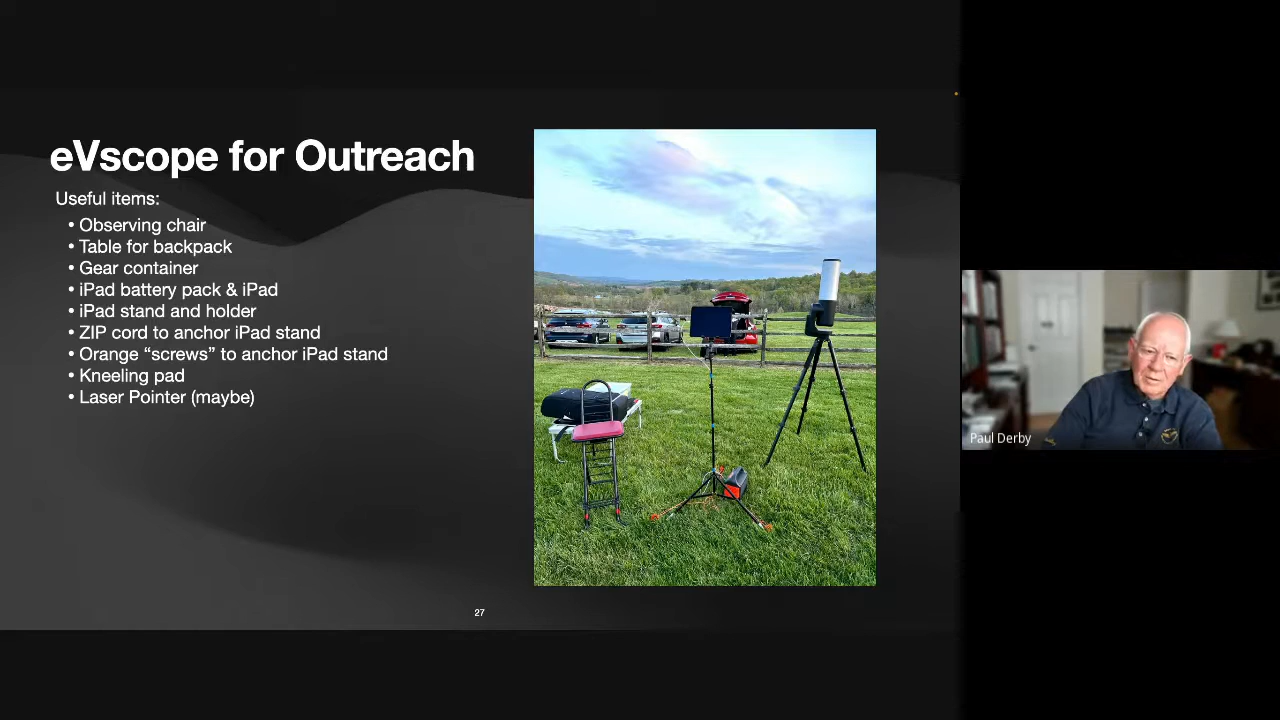 eVscope for Outreach
Useful items:
• Observing chair
• Table for backpack
• Gear container
• iPad battery pack & iPad
• iPad stand and holder
• ZIP cord to anchor iPad stand
• Orange “screws” to anchor iPad stand
• Kneeling pad
• Laser Pointer (maybe)
27
Paul Derby